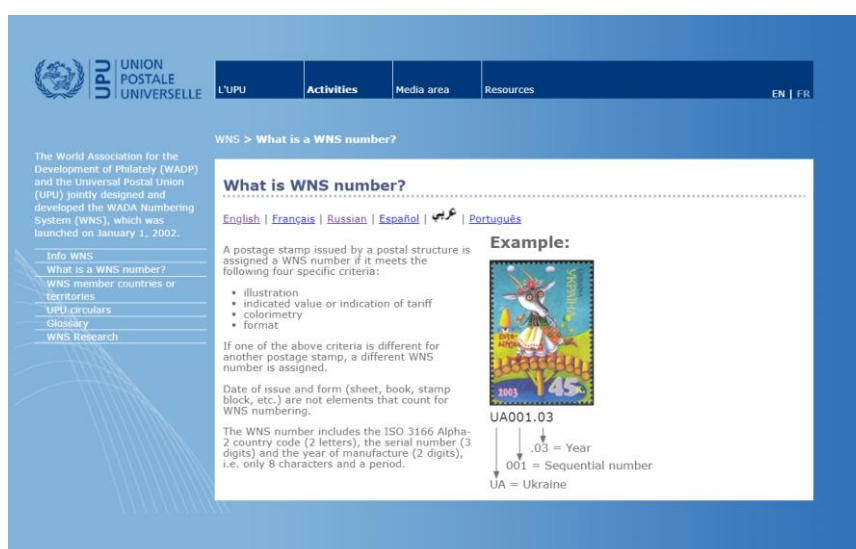 UPU
UNION
POSTALE
UNIVERSELLE
L'UPU
Activities
Media area
Resources
EN | FR
WNS > What is a WNS number?
The World Association for the
Development of Philately (WADP)
and the Universal Postal Union
(UPU) jointly designed and
developed the WADA Numbering
System (WNS), which was
launched on January 1, 2002.
Info WNS
What is a WNS number?
WNS member countries or
territories
UPU circulars
Glossary
WNS Research
What is WNS number?
English | Français | Russian | Español | عربي | Português
A postage stamp issued by a postal structure is
assigned a WNS number if it meets the
following four specific criteria:
• illustration
• indicated value or indication of tariff
• colorimetry
• format
If one of the above criteria is different for
another postage stamp, a different WNS
number is assigned.
Date of issue and form (sheet, book, stamp
block, etc.) are not elements that count for
WNS numbering.
The WNS number includes the ISO 3166 Alpha-
2 country code (2 letters), the serial number (3
digits) and the year of manufacture (2 digits),
i.e. only 8 characters and a period.
Example:
УКРАЇНА
2003
45к.
UA001.03
.03 = Year
001 = Sequential number
UA = Ukraine